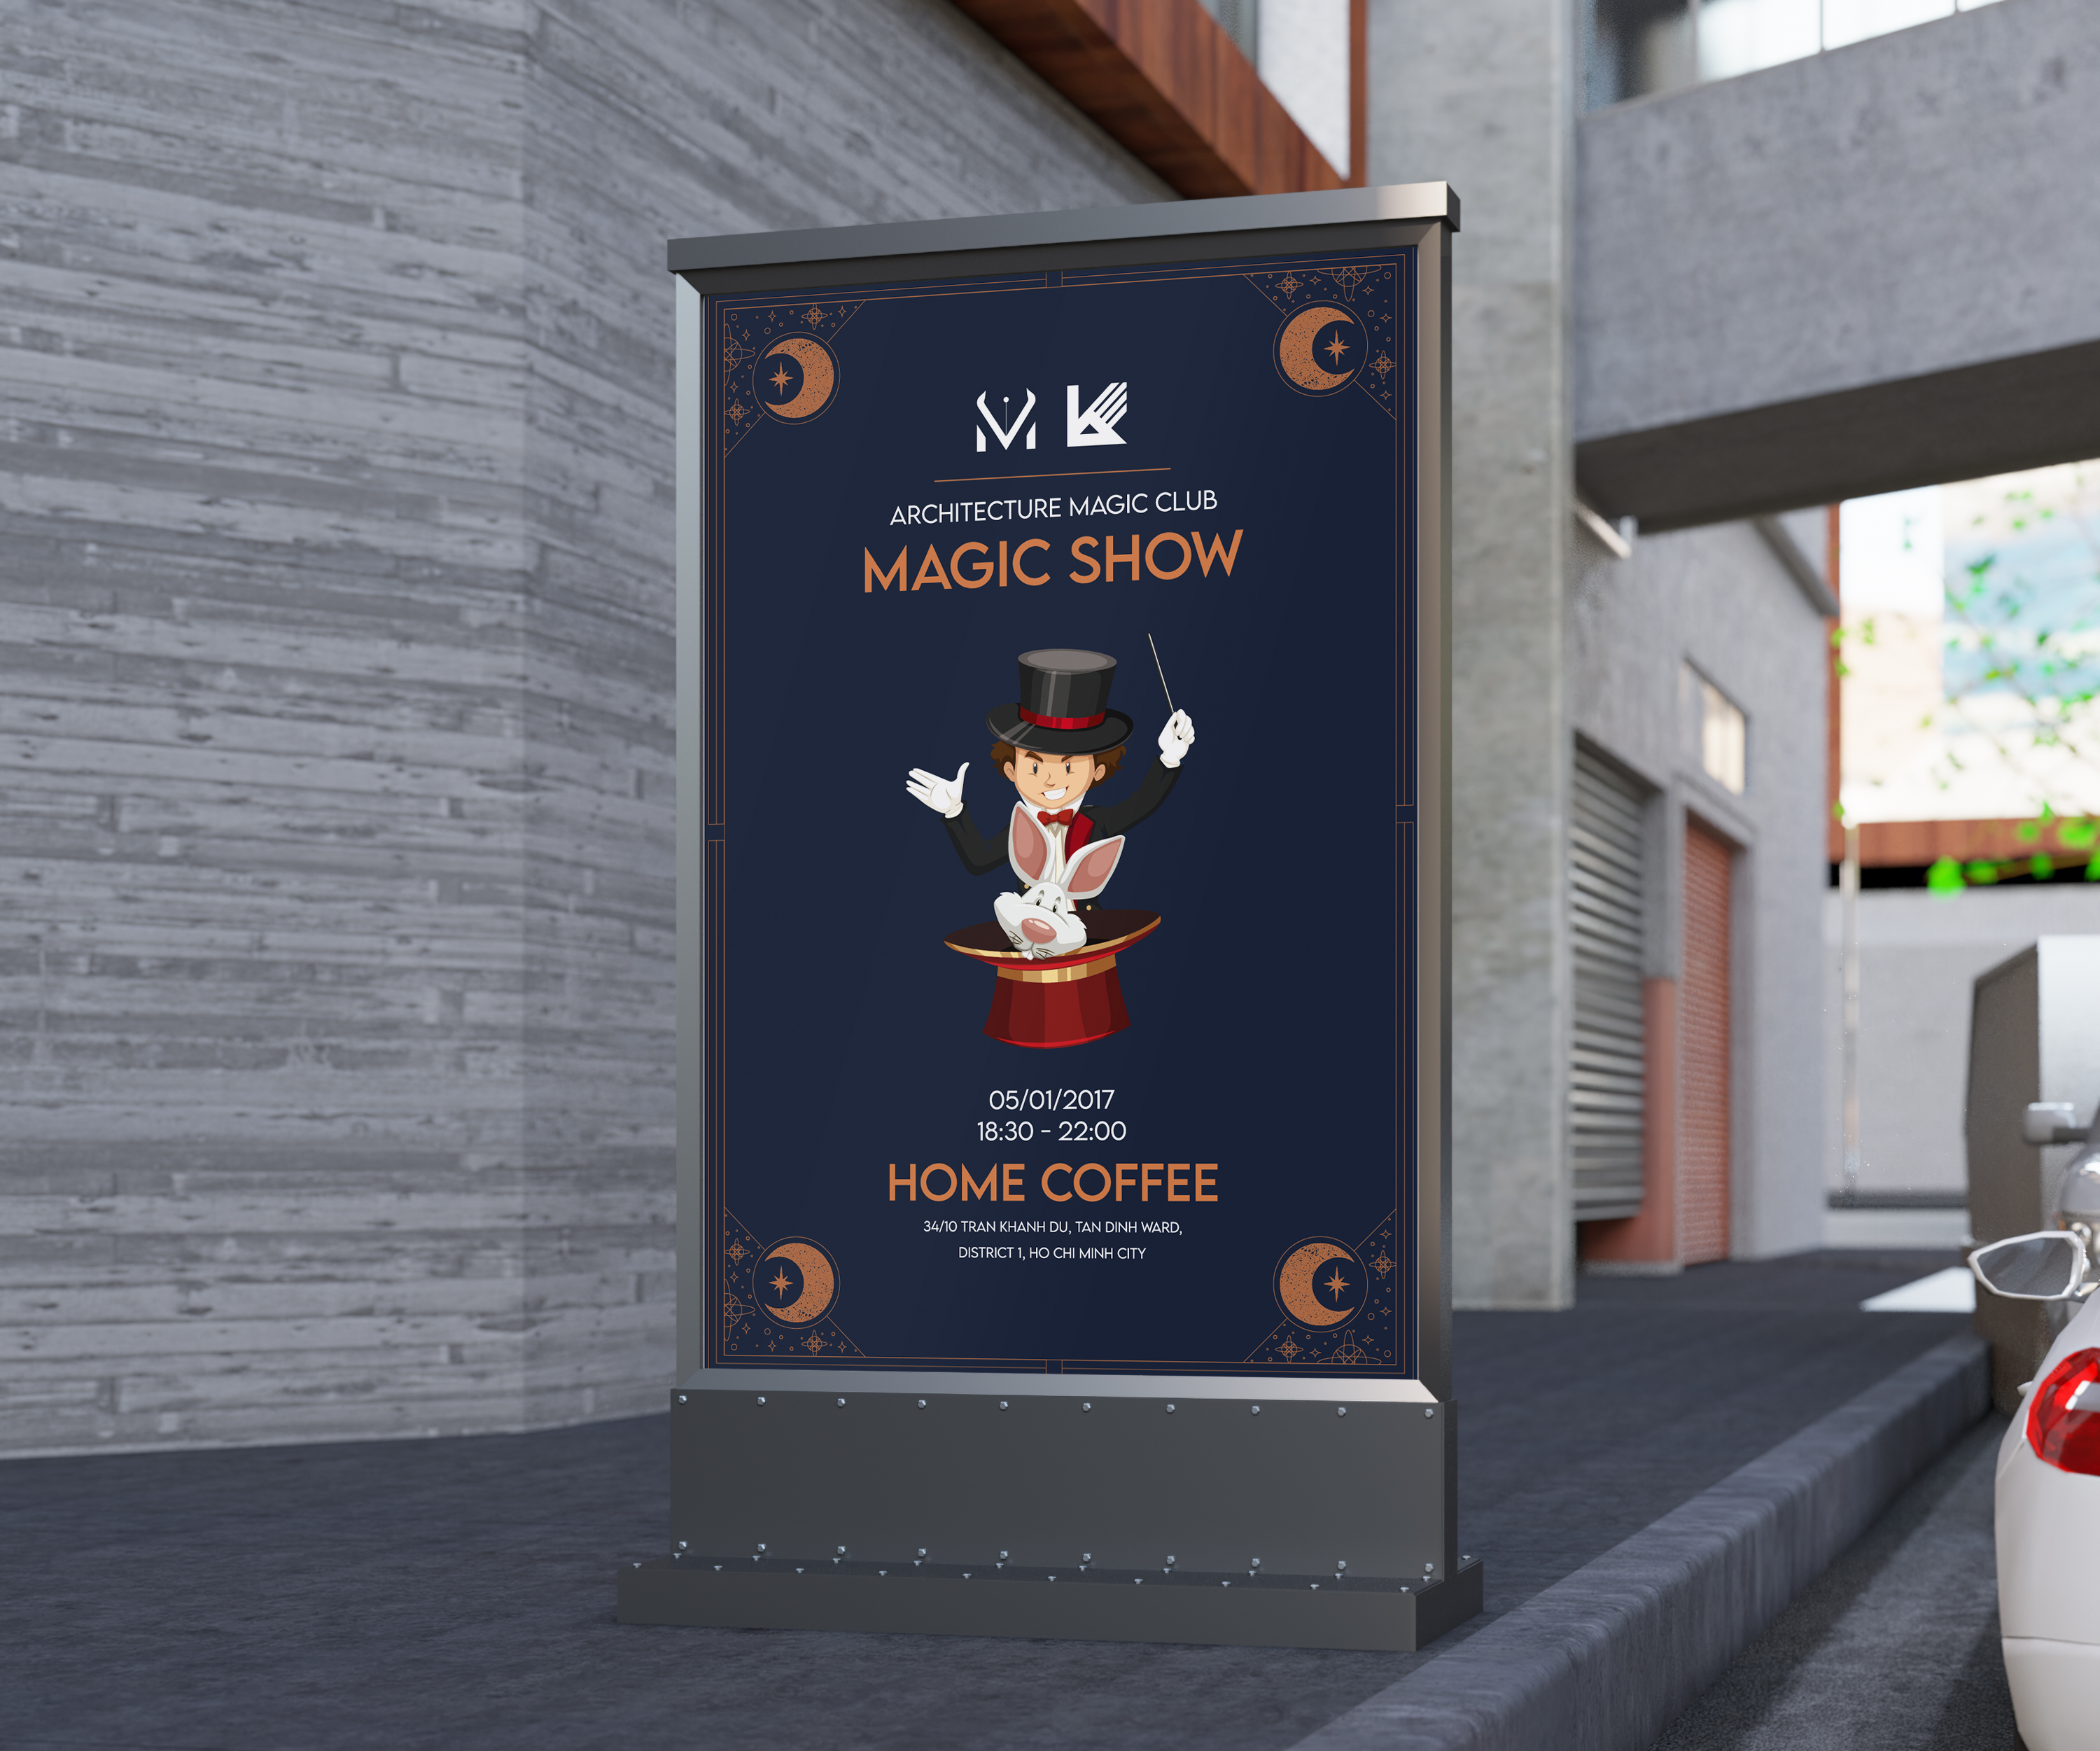 ARCHITECTURE MAGIC CLUB
MAGIC SHOW
05/01/2017
18:30 - 22:00
HOME COFFEE
34/10 TRAN KHANH DU, TAN DINH WARD,
DISTRICT 1, HO CHI MINH CITY